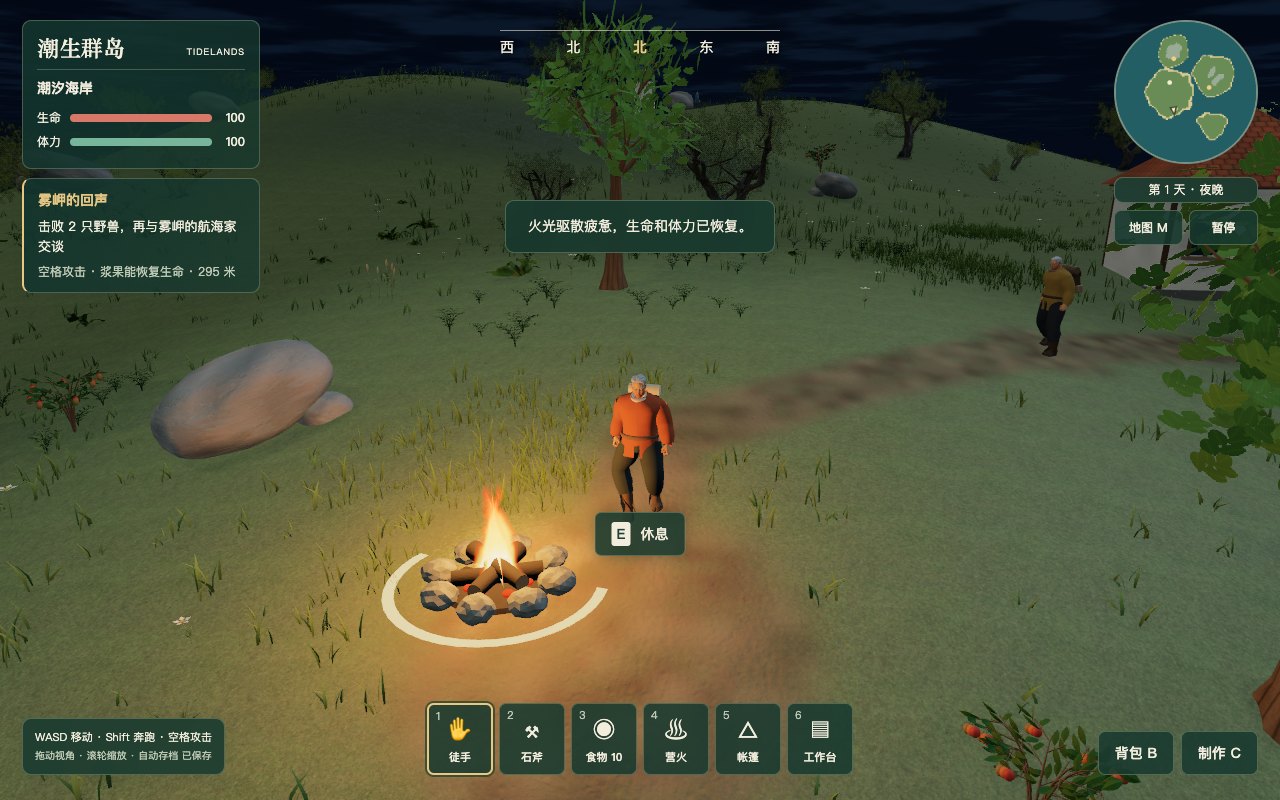 潮生群岛 TIDELANDS
潮汐海岸
生命 100
体力 100
雾岬的回声
击败 2 只野兽，再与雾岬的航海家
交谈
空格攻击 · 浆果能恢复生命 · 295 米
西 北 北 东 南
火光驱散疲惫，生命和体力已恢复。
第 1 天 · 夜晚
地图 M 暂停
E 休息
WASD 移动 · Shift 奔跑 · 空格攻击
拖动视角 · 滚轮缩放 · 自动存档 已保存
1 2 3 4 5 6
徒手 石斧 食物 10 营火 帐篷 工作台
背包 B 制作 C